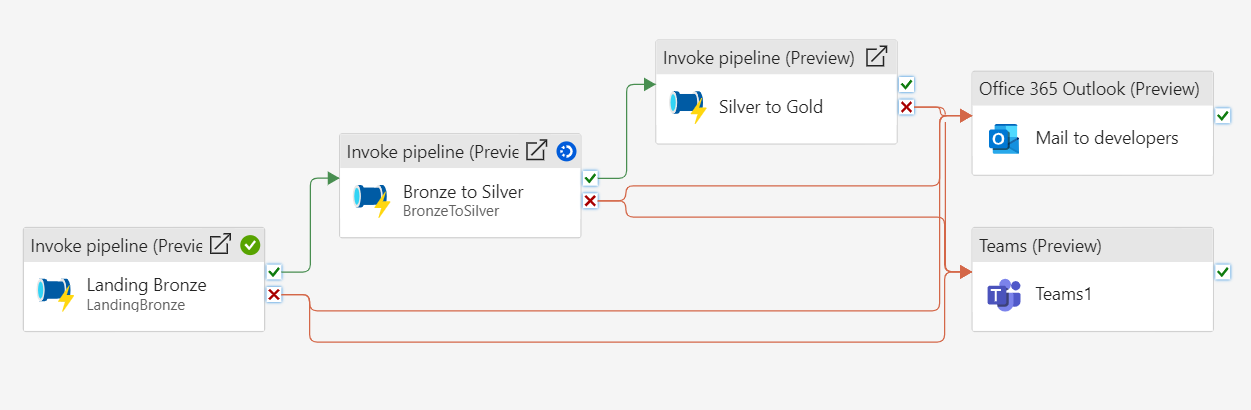 Invoke pipeline (Preview)
Silver to Gold
Office 365 Outlook (Preview)
Mail to developers
Invoke pipeline (Previe
Bronze to Silver
BronzeToSilver
Invoke pipeline (Previe
Landing Bronze
LandingBronze
Teams (Preview)
Teams1